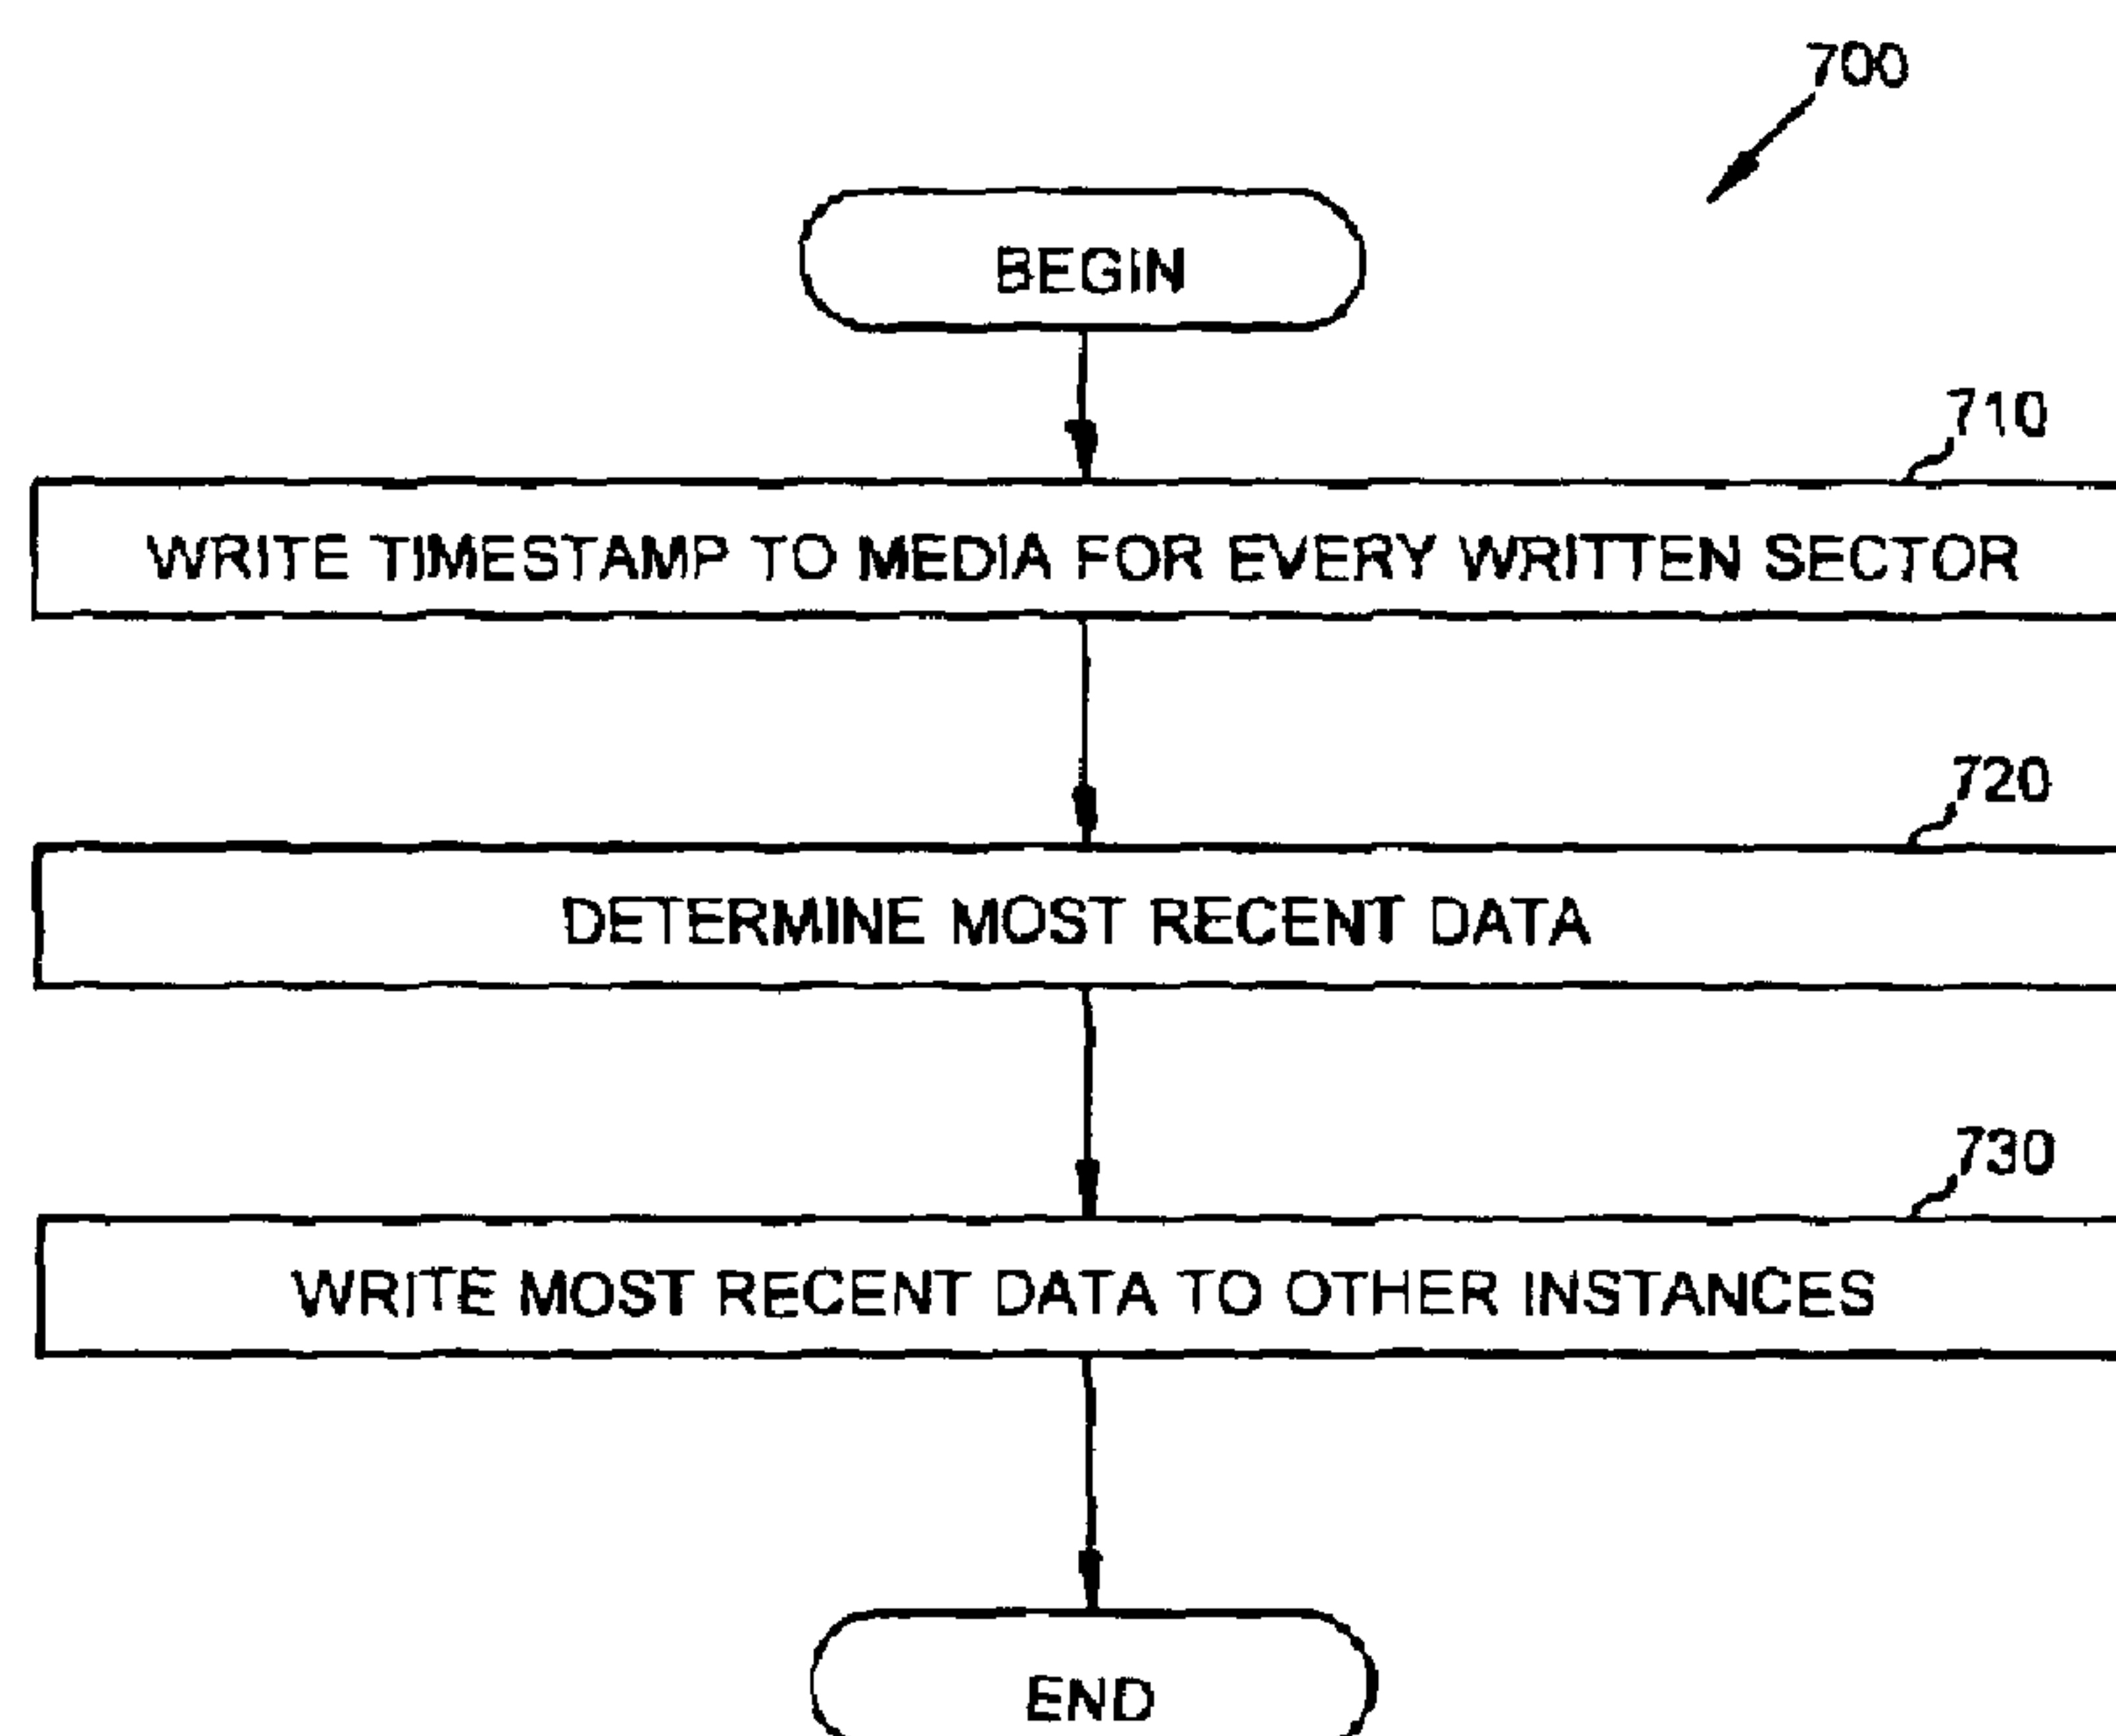 700
BEGIN
710
WRITE TIMESTAMP TO MEDIA FOR EVERY WRITTEN SECTOR
720
DETERMINE MOST RECENT DATA
730
WRITE MOST RECENT DATA TO OTHER INSTANCES
END